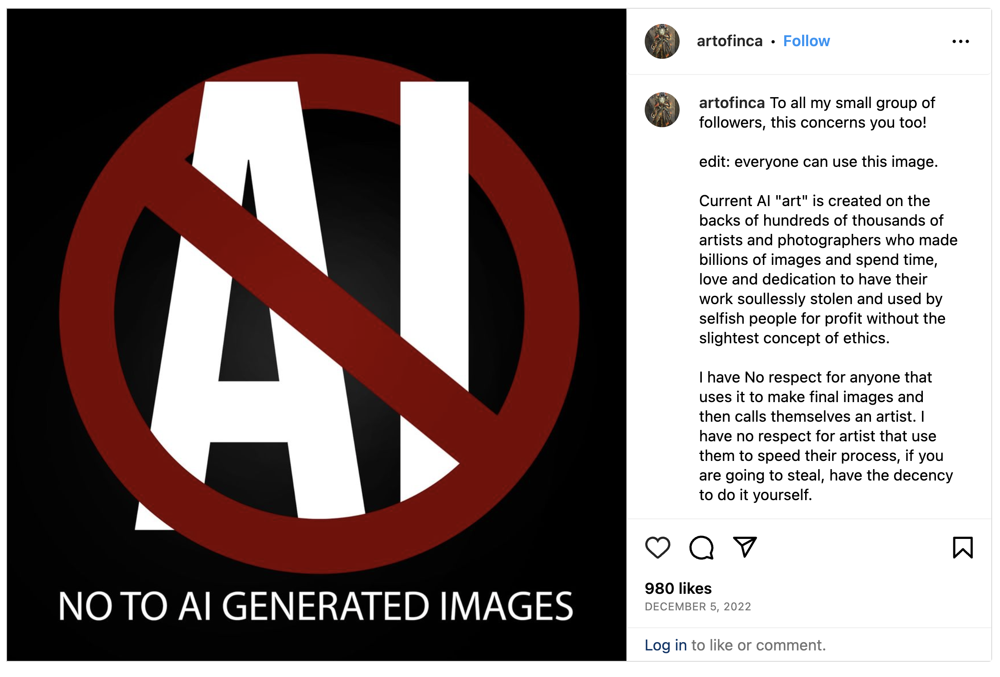 AI
NO TO AI GENERATED IMAGES
artofinca • Follow
artofinca To all my small group of
followers, this concerns you too!
edit: everyone can use this image.
Current AI "art" is created on the
backs of hundreds of thousands of
artists and photographers who made
billions of images and spend time,
love and dedication to have their
work soullessly stolen and used by
selfish people for profit without the
slightest concept of ethics.
I have No respect for anyone that
uses it to make final images and
then calls themselves an artist. I
have no respect for artist that use
them to speed their process, if you
are going to steal, have the decency
to do it yourself.
980 likes
DECEMBER 5, 2022
Log in to like or comment.